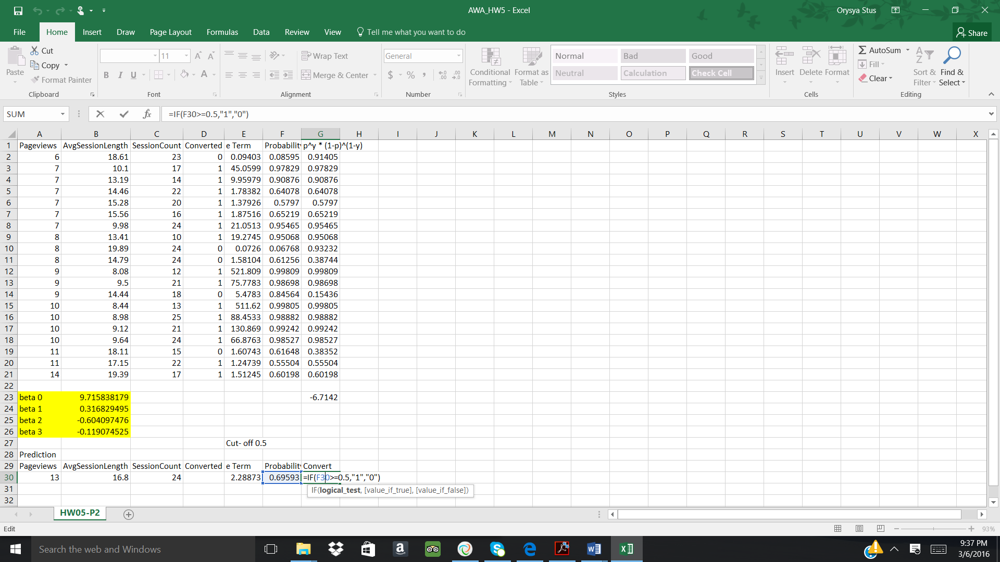 AWA_HW5 - Excel
Orysya Stus
File Home Insert Draw Page Layout Formulas Data Review View Tell me what you want to do Share
Paste Cut Copy Format Painter Clipboard
11 B I U A Font
Wrap Text Merge & Center Alignment
General $ % , Number
Conditional Formatting Format as Table
Normal Bad Good
Neutral Calculation Check Cell
Styles
Insert Delete Format Cells
AutoSum Fill Clear Sort & Filter Find & Select Editing
SUM fx =IF(F30>=0.5,"1","0")
A B C D E F G H I J K L M N O P Q R S T U V W X
1 Pageviews AvgSessionLength SessionCount Converted e Term Probability p^y * (1-p)^(1-y)
2 6 18.61 23 0 0.09403 0.08595 0.91405
3 7 10.1 17 1 45.0599 0.97829 0.97829
4 7 13.19 14 1 9.95979 0.90876 0.90876
5 7 14.46 22 1 1.78382 0.64078 0.64078
6 7 15.28 20 1 1.37926 0.5797 0.5797
7 7 15.56 16 1 1.87516 0.65219 0.65219
8 7 9.98 24 1 21.0513 0.95465 0.95465
9 8 13.41 10 1 19.2745 0.95068 0.95068
10 8 19.89 24 0 0.0726 0.06768 0.93232
11 8 14.79 24 0 1.58104 0.61256 0.38744
12 9 8.08 12 1 521.809 0.99809 0.99809
13 9 9.5 21 1 75.7783 0.98698 0.98698
14 9 14.44 18 0 5.4783 0.84564 0.15436
15 10 8.44 13 1 511.62 0.99805 0.99805
16 10 8.98 25 1 88.4533 0.98882 0.98882
17 10 9.12 21 1 130.869 0.99242 0.99242
18 10 9.64 24 1 66.8763 0.98527 0.98527
19 11 18.11 15 0 1.60743 0.61648 0.38352
20 11 17.15 22 1 1.24739 0.55504 0.55504
21 14 19.39 17 1 1.51245 0.60198 0.60198
22
23 beta 0 9.715838179 -6.7142
24 beta 1 0.316829495
25 beta 2 -0.604097476
26 beta 3 -0.119074525
27 Cut- off 0.5
28 Prediction
29 Pageviews AvgSessionLength SessionCount Converted e Term Probability Convert
30 13 16.8 24 2.28873 0.69593 =IF(F30>=0.5,"1","0")
31 IF(logical_test, [value_if_true], [value_if_false])
32
HW05-P2
Edit 93%
Search the web and Windows
9:37 PM
3/6/2016